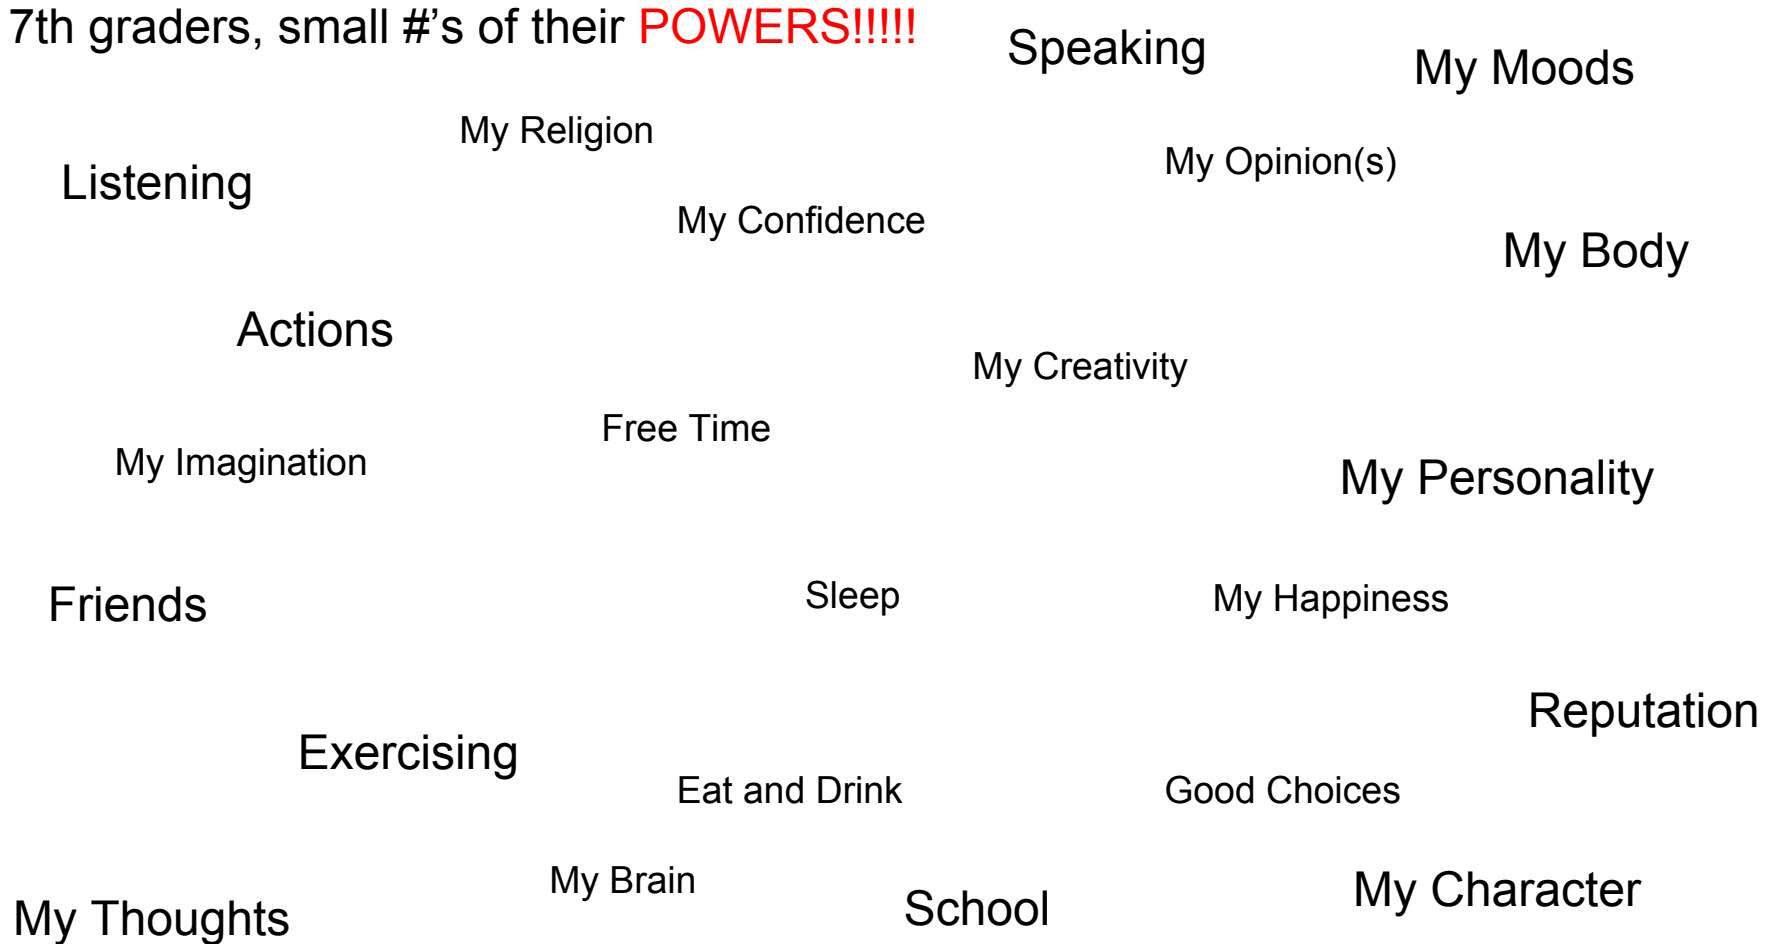 7th graders, small #’s of their POWERS!!!!!
Speaking
My Moods
My Religion
My Opinion(s)
Listening
My Confidence
My Body
Actions
My Creativity
Free Time
My Imagination
My Personality
Friends
Sleep
My Happiness
Reputation
Exercising
Eat and Drink
Good Choices
My Brain
My Character
My Thoughts
School